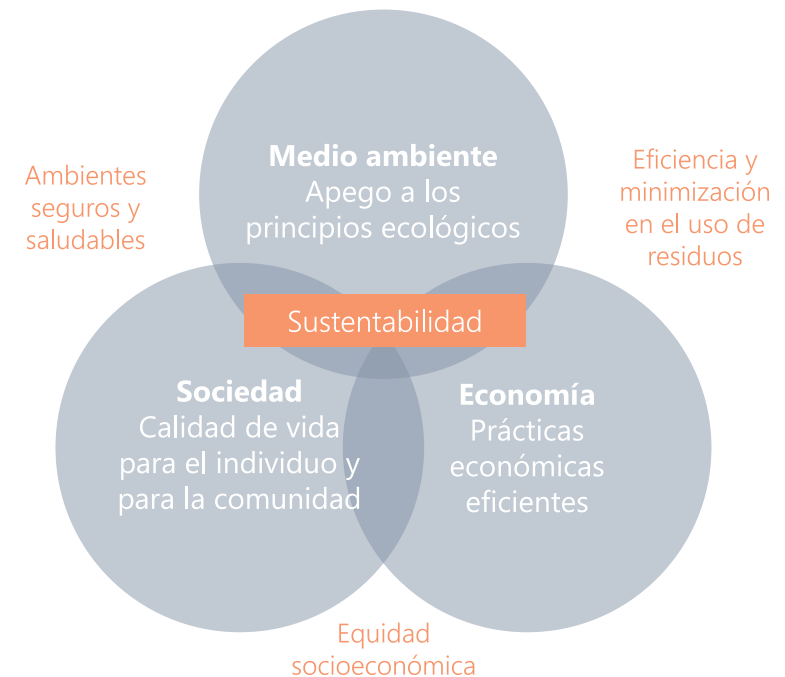 Medio ambiente
Apego a los
principios ecológicos
Ambientes
seguros y
saludables
Eficiencia y
minimización
en el uso de
residuos
Sustentabilidad
Sociedad
Calidad de vida
para el individuo y
para la comunidad
Economía
Prácticas
económicas
eficientes
Equidad
socioeconómica